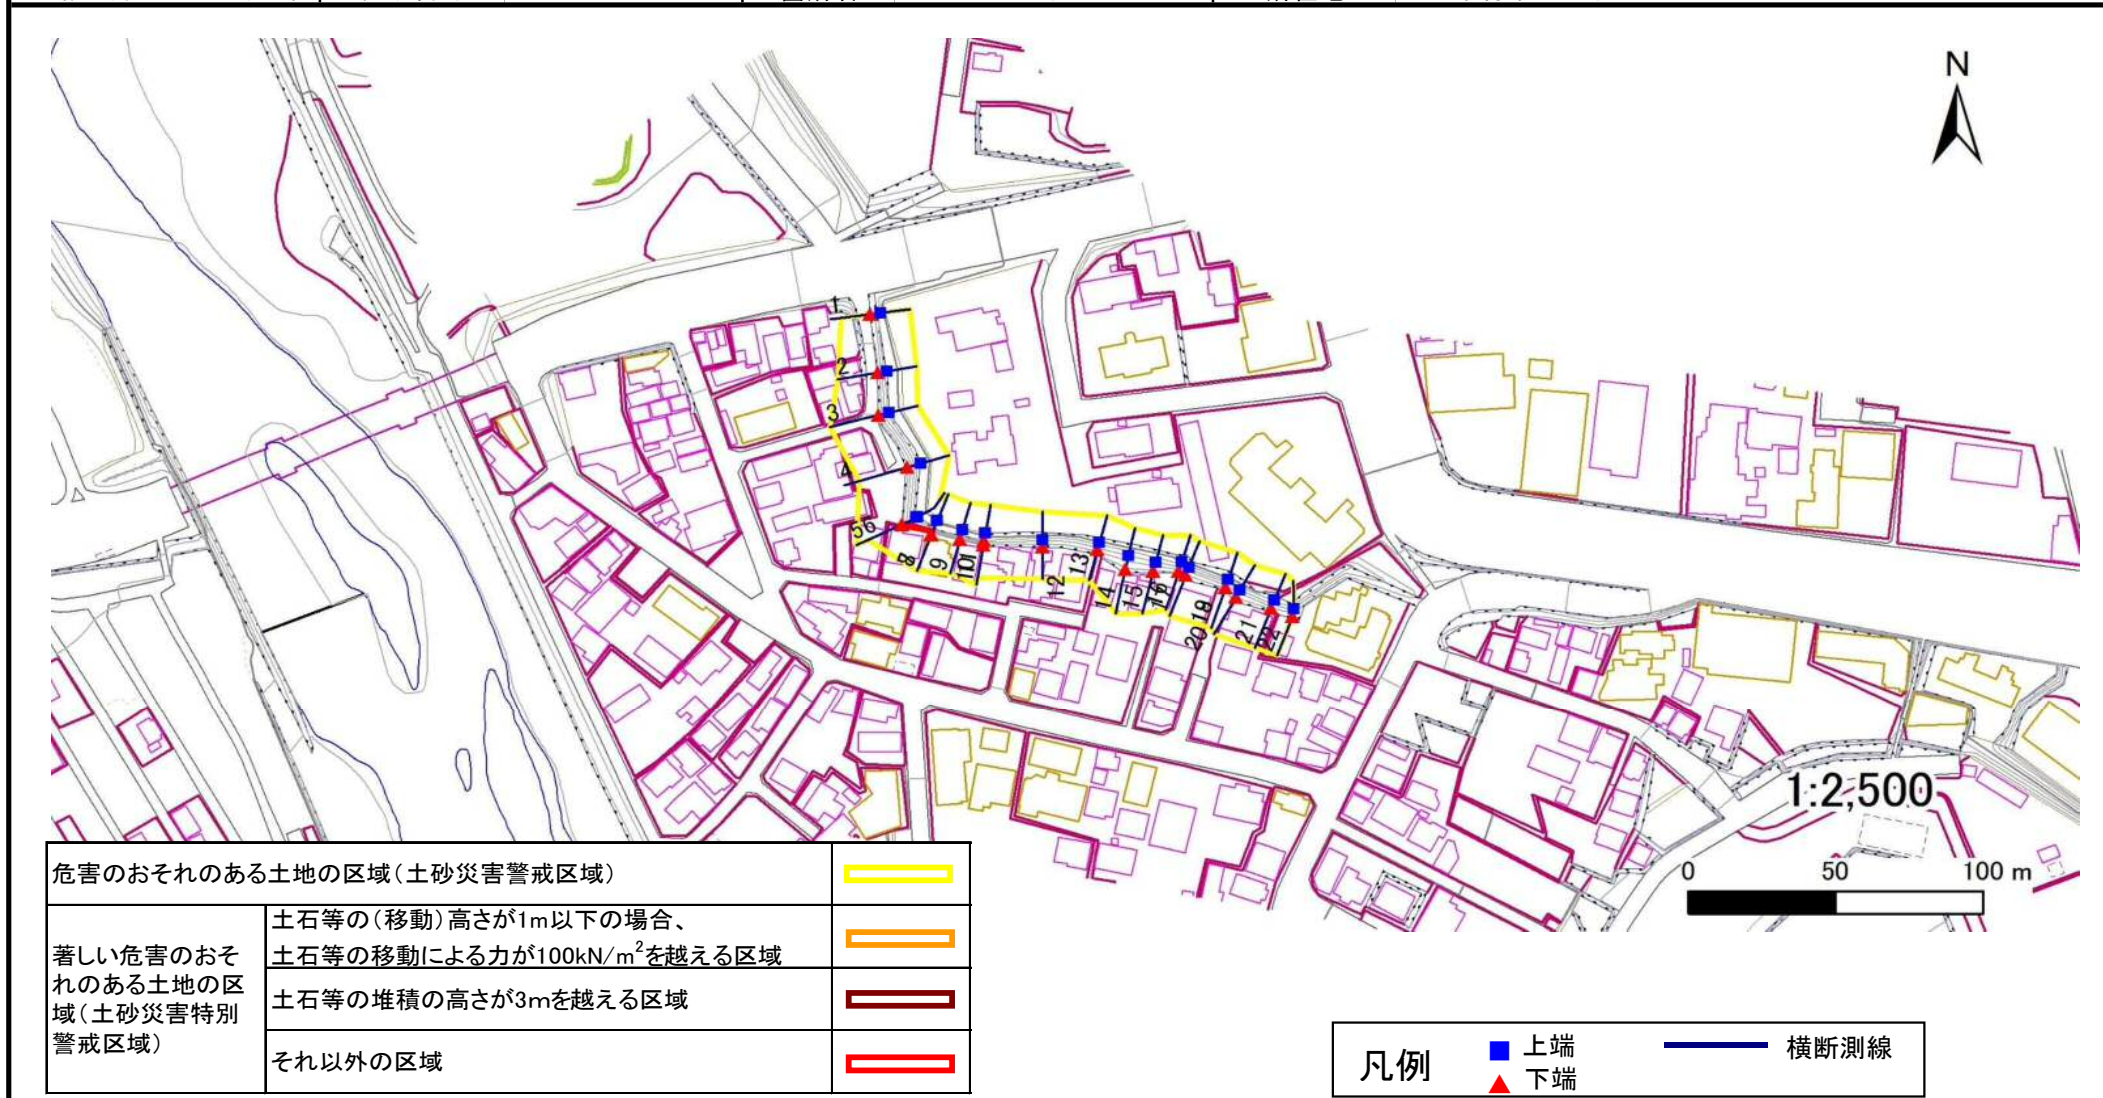 N
1
2
3
4
56
8
9
10
12
13
14
15
16
19
20
21
22
1:2,500
0 50 100 m
危害のおそれのある土地の区域(土砂災害警戒区域)
著しい危害のおそ
れのある土地の区
域(土砂災害特別
警戒区域)
土石等の(移動)高さが1m以下の場合、
土石等の移動による力が100kN/m²を越える区域
土石等の堆積の高さが3mを越える区域
それ以外の区域
凡例
上端
下端
横断測線